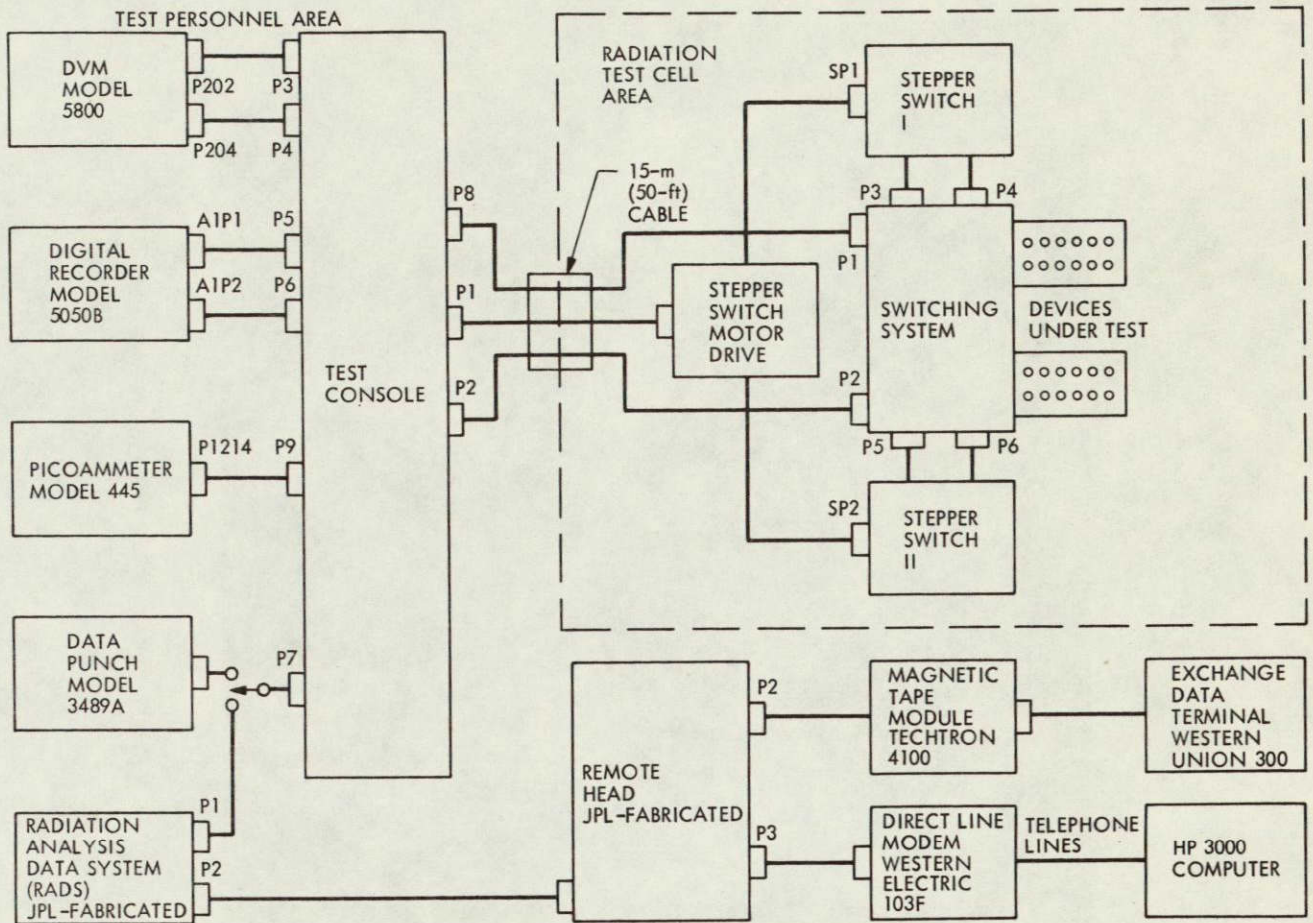 TEST PERSONNEL AREA
DVM
MODEL
5800
P202
P3
P204
P4
DIGITAL
RECORDER
MODEL
5050B
A1P1
P5
A1P2
P6
PICOAMMETER
MODEL 445
P1214
P9
DATA
PUNCH
MODEL
3489A
P7
RADIATION
ANALYSIS
DATA SYSTEM
(RADS)
JPL-FABRICATED
P1
P2
TEST
CONSOLE
P8
P1
P2
15-m
(50-ft)
CABLE
RADIATION
TEST CELL
AREA
STEPPER
SWITCH
MOTOR
DRIVE
SP1
STEPPER
SWITCH
I
P3
P4
P1
SWITCHING
SYSTEM
DEVICES
UNDER TEST
P2
P5
P6
SP2
STEPPER
SWITCH
II
REMOTE
HEAD
JPL-FABRICATED
P2
P3
MAGNETIC
TAPE
MODULE
TECHTRON
4100
EXCHANGE
DATA
TERMINAL
WESTERN
UNION 300
DIRECT LINE
MODEM
WESTERN
ELECTRIC
103F
TELEPHONE
LINES
HP 3000
COMPUTER